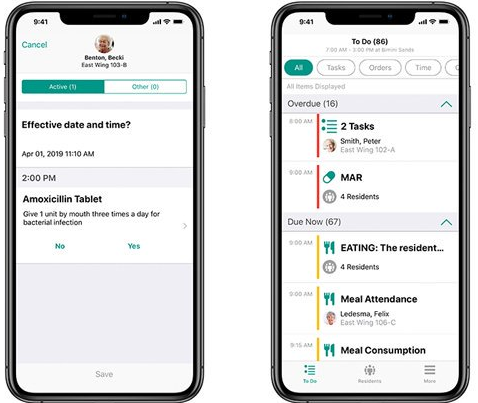 9:41
Cancel
Benton, Becki
East Wing 103-B
Active (1)
Other (0)
Effective date and time?
Apr 01, 2019 11:10 AM
2:00 PM
Amoxicillin Tablet
Give 1 unit by mouth three times a day for
bacterial infection
No
Yes
Save
9:41
To Do (86)
7:00 AM - 3:00 PM at Bimini Sands
All
Tasks
Orders
Time
All Items Displayed
Overdue (16)
8:00 AM
2 Tasks
Smith, Peter
East Wing 102-A
9:00 AM
MAR
4 Residents
Due Now (67)
9:00 AM
EATING: The resident...
4 Residents
9:00 AM
Meal Attendance
Ledesma, Felix
East Wing 106-C
9:15 AM
Meal Consumption
To Do
Residents
More